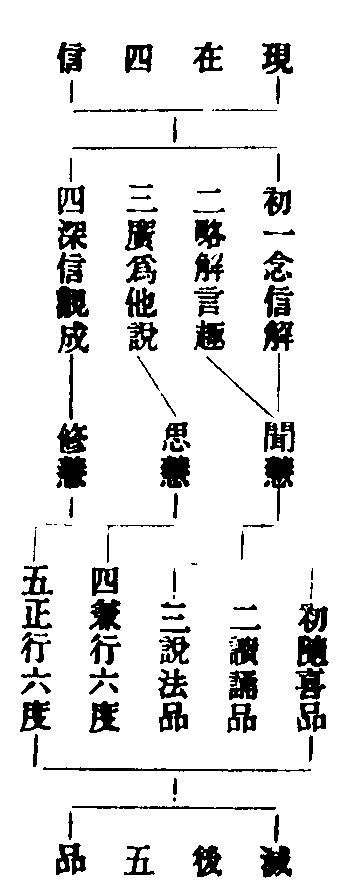 現在四信
初一念信解
二略解言趣
三廣為他說
四深信觀成
聞慧
思慧
修慧
初隨喜品
二讀誦品
三說法品
四兼行六度
五正行六度
滅後五品